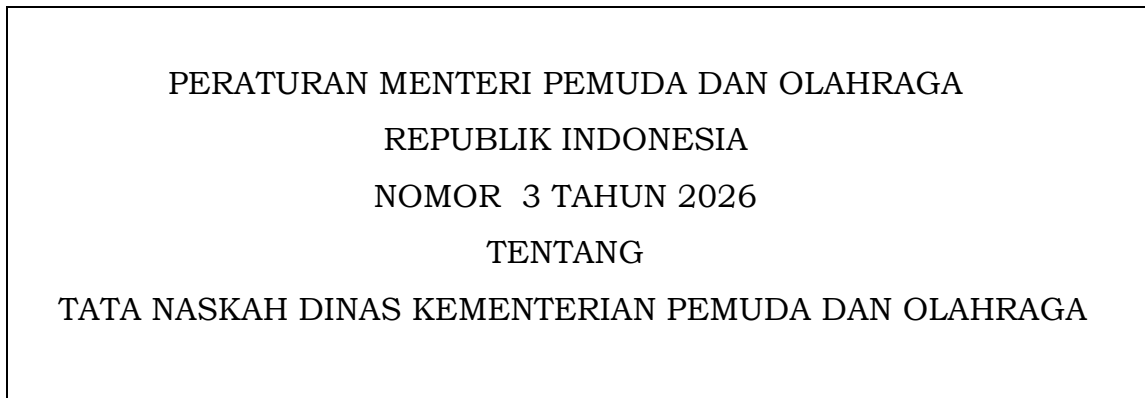 PERATURAN MENTERI PEMUDA DAN OLAHRAGA
REPUBLIK INDONESIA
NOMOR  3 TAHUN 2026
TENTANG
TATA NASKAH DINAS KEMENTERIAN PEMUDA DAN OLAHRAGA